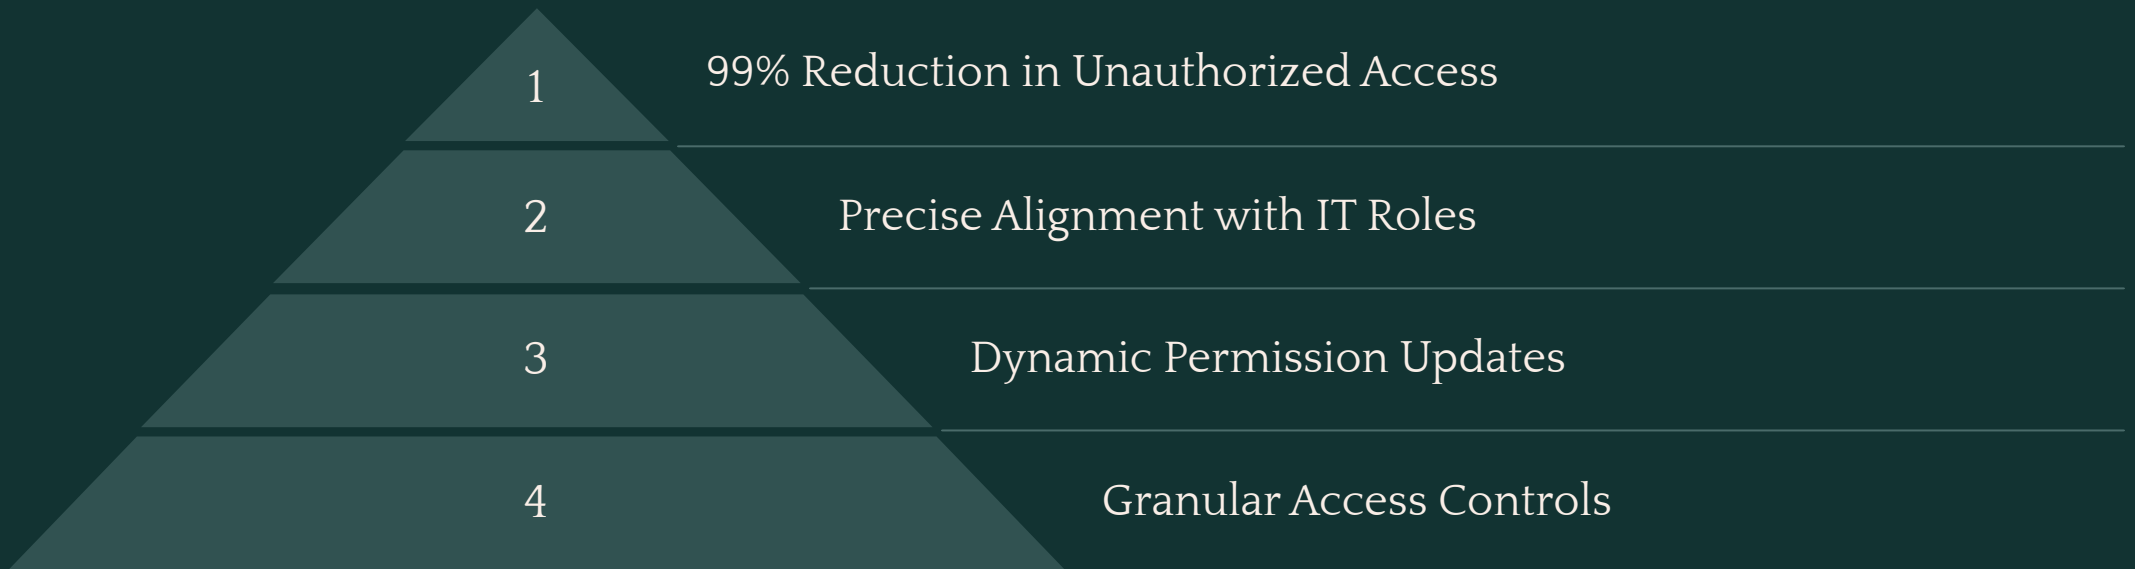 1
99% Reduction in Unauthorized Access
2
Precise Alignment with IT Roles
3
Dynamic Permission Updates
4
Granular Access Controls